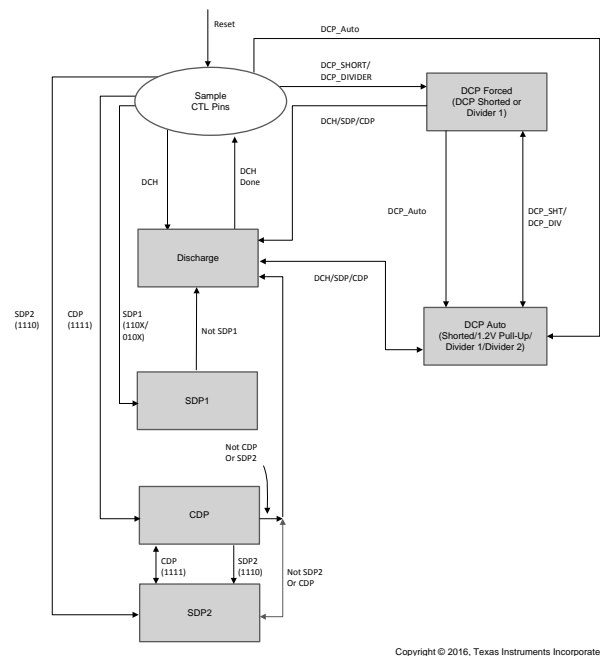 Reset
DCP_Auto
DCP_SHORT/
DCP_DIVIDER
Sample
CTL Pins
DCP Forced
(DCP Shorted or
Divider 1)
DCH/SDP/CDP
DCH
DCH
Done
DCP_Auto
DCP_SHT/
DCP_DIV
Discharge
DCH/SDP/CDP
SDP2
(1110)
CDP
(1111)
SDP1
(110X/
010X)
Not SDP1
DCP Auto
(Shorted/1.2V Pull-Up/
Divider 1/Divider 2)
SDP1
Not CDP
Or SDP2
CDP
CDP
(1111)
SDP2
(1110)
Not SDP2
Or CDP
SDP2
Copyright © 2016, Texas Instruments Incorporate